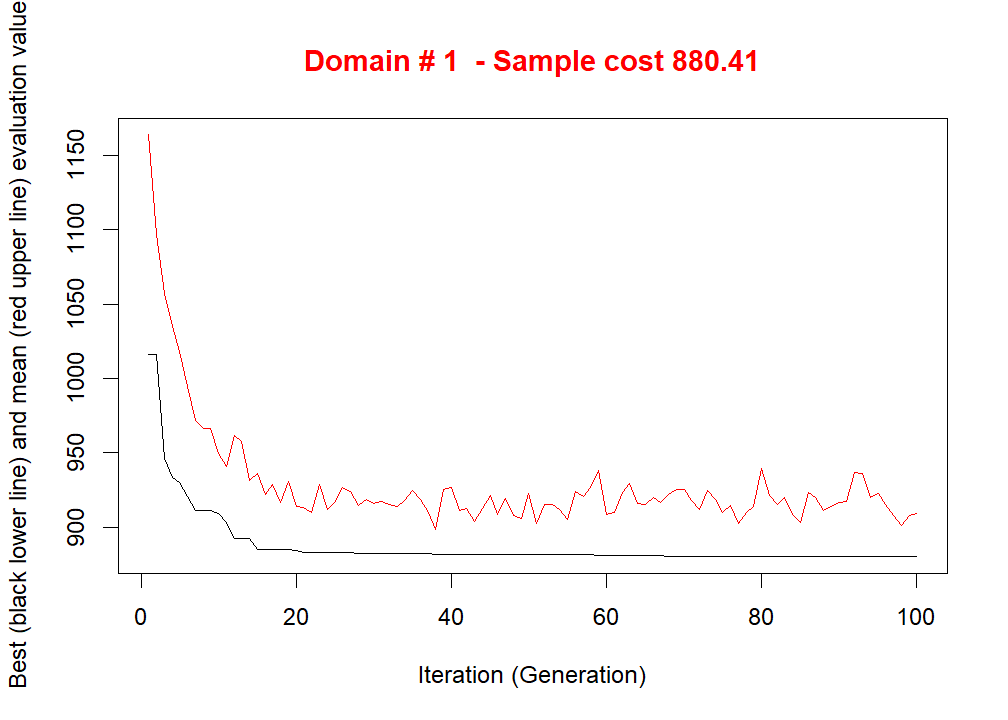 Domain # 1  - Sample cost 880.41
Best (black lower line) and mean (red upper line) evaluation value
1150
1100
1050
1000
950
900
0 20 40 60 80 100
Iteration (Generation)